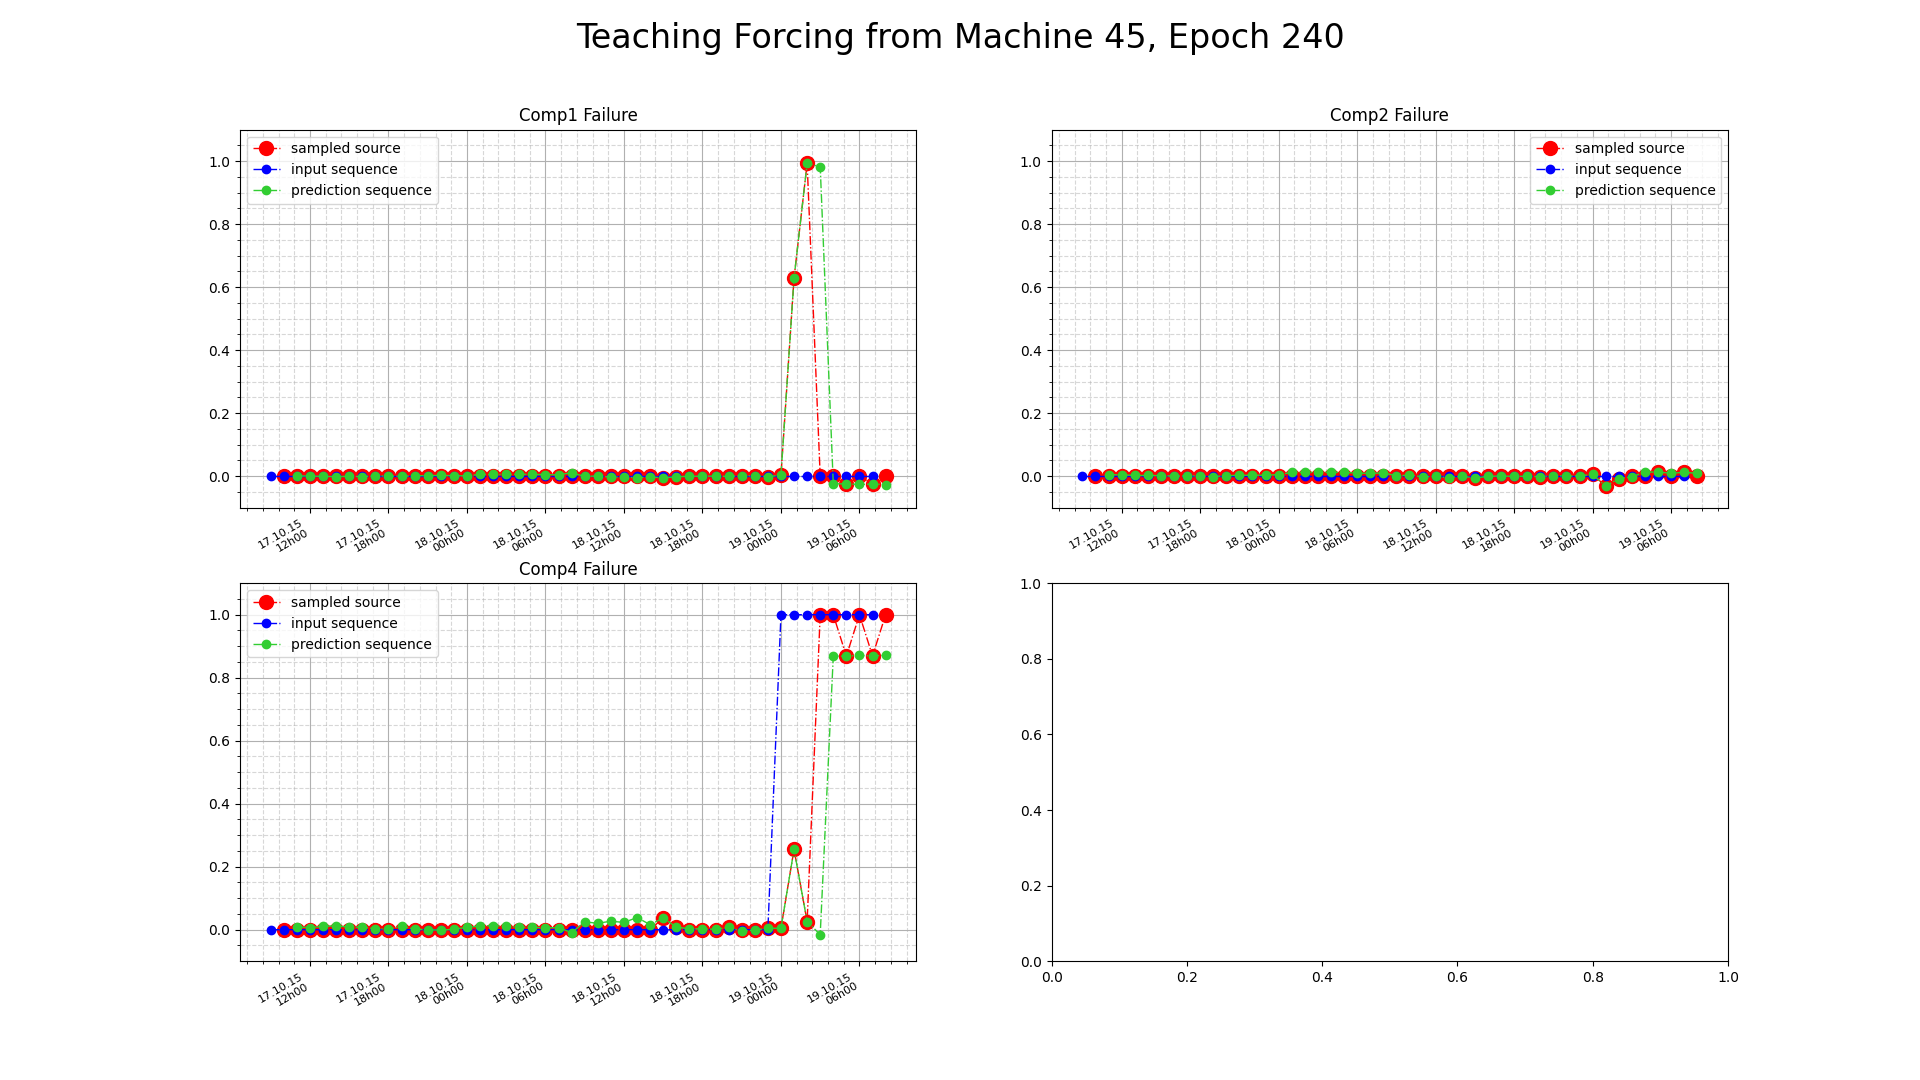 Teaching Forcing from Machine 45, Epoch 240
Comp1 Failure
sampled source
input sequence
prediction sequence
1.0
0.8
0.6
0.4
0.2
0.0
17.10.15
12h00
17.10.15
18h00
18.10.15
00h00
18.10.15
06h00
18.10.15
12h00
18.10.15
18h00
19.10.15
00h00
19.10.15
06h00
Comp2 Failure
sampled source
input sequence
prediction sequence
1.0
0.8
0.6
0.4
0.2
0.0
17.10.15
12h00
17.10.15
18h00
18.10.15
00h00
18.10.15
06h00
18.10.15
12h00
18.10.15
18h00
19.10.15
00h00
19.10.15
06h00
Comp4 Failure
sampled source
input sequence
prediction sequence
1.0
0.8
0.6
0.4
0.2
0.0
17.10.15
12h00
17.10.15
18h00
18.10.15
00h00
18.10.15
06h00
18.10.15
12h00
18.10.15
18h00
19.10.15
00h00
19.10.15
06h00
1.0
0.8
0.6
0.4
0.2
0.0
0.0 0.2 0.4 0.6 0.8 1.0